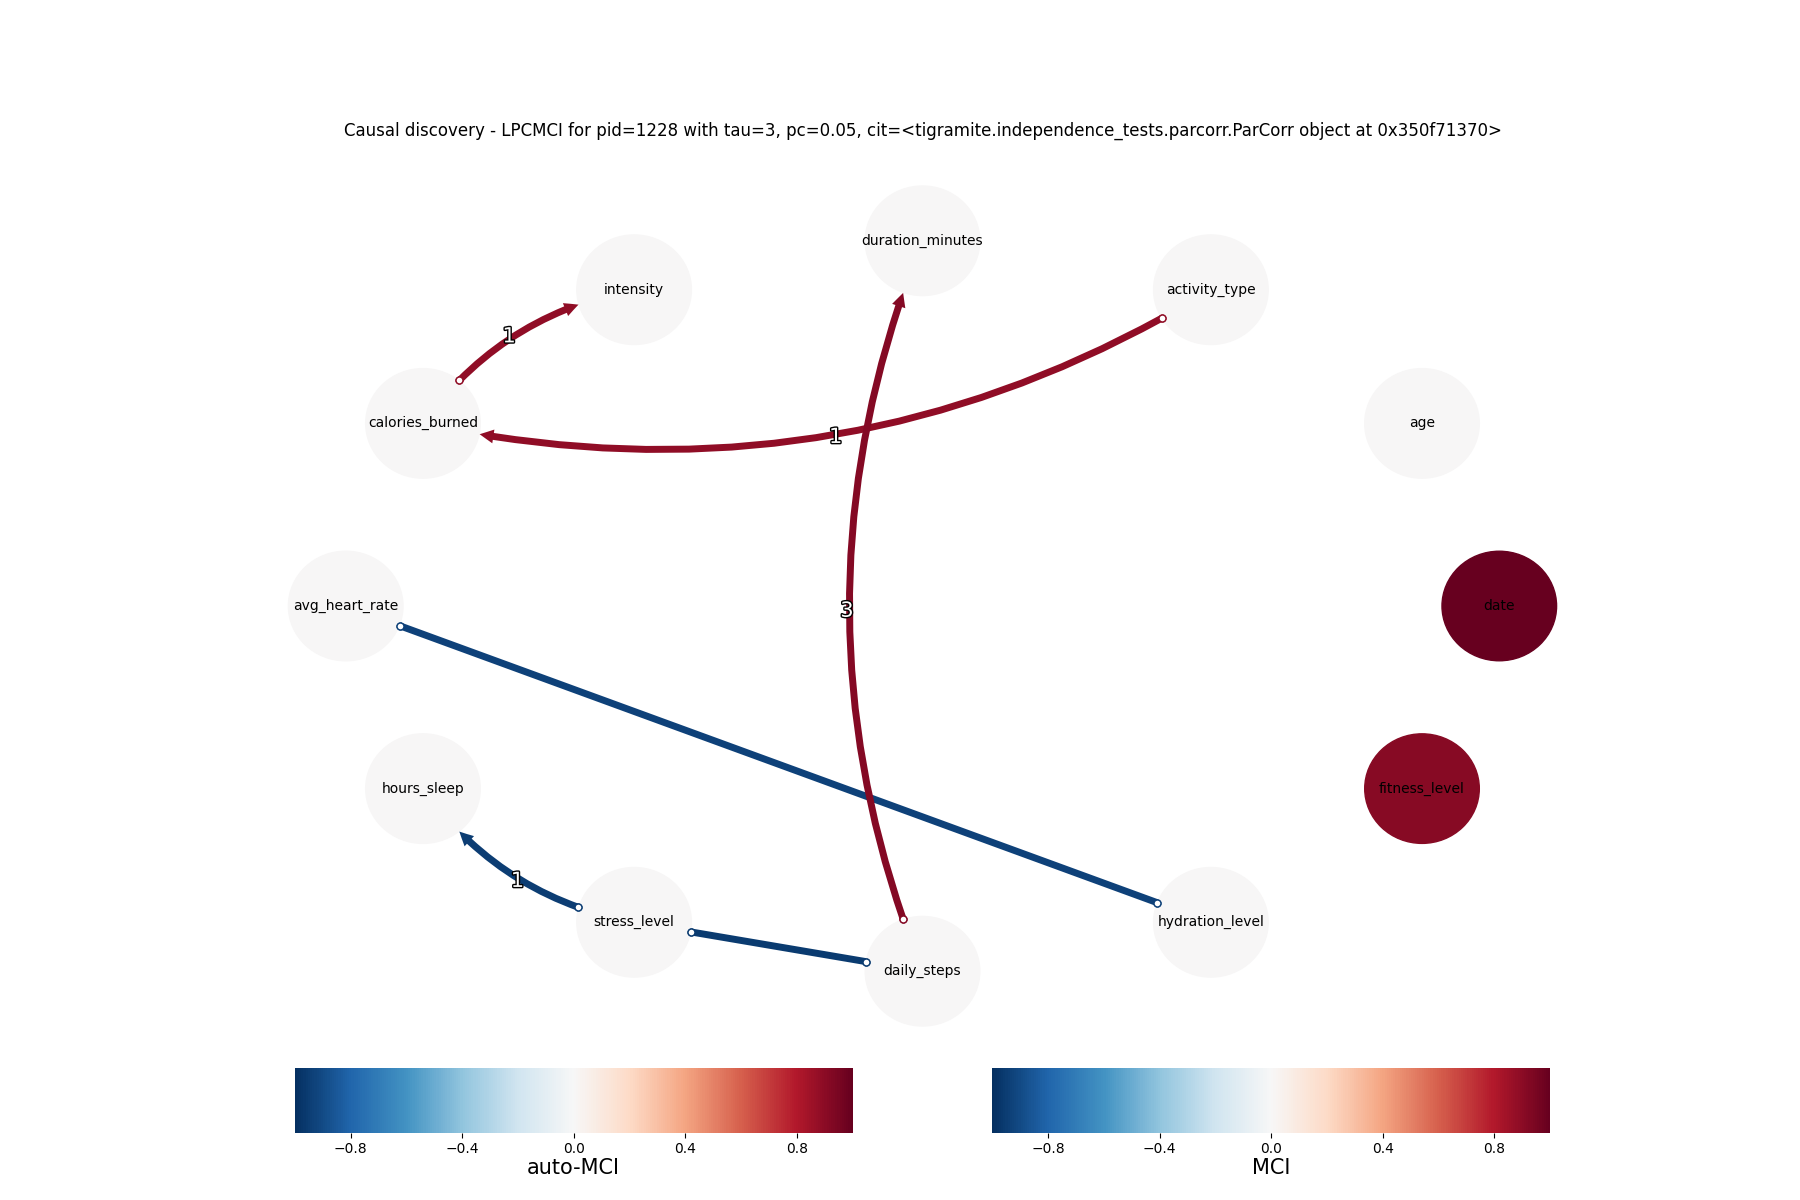 Causal discovery - LPCMCI for pid=1228 with tau=3, pc=0.05, cit=<tigramite.independence_tests.parcorr.ParCorr object at 0x350f71370>
duration_minutes
intensity
activity_type
1
calories_burned
age
1
avg_heart_rate
date
3
hours_sleep
fitness_level
1
stress_level
hydration_level
daily_steps
−0.8 −0.4 0.0 0.4 0.8
auto-MCI
−0.8 −0.4 0.0 0.4 0.8
MCI